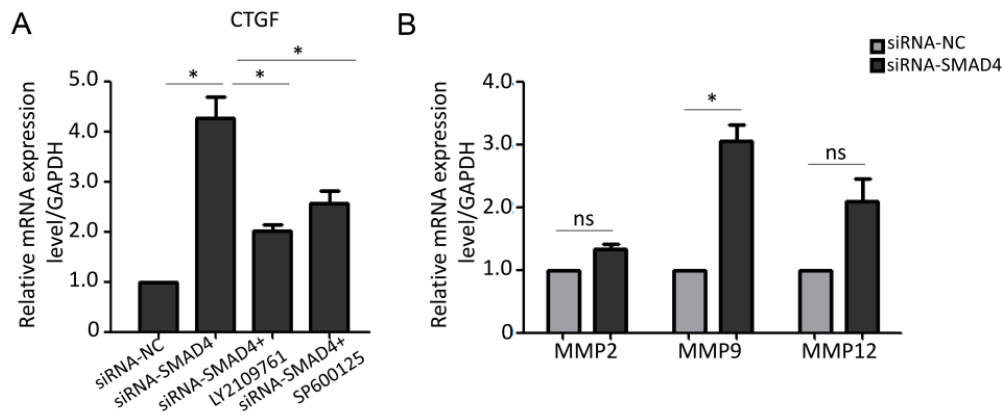 A
CTGF
*
*
*
Relative mRNA expression
level/GAPDH
5.0
4.0
3.0
2.0
1.0
0
siRNA-NC
siRNA-SMAD4
siRNA-SMAD4+
LY2109761
siRNA-SMAD4+
SP600125
B
siRNA-NC
siRNA-SMAD4
Relative mRNA expression
level/GAPDH
4.0
3.0
2.0
1.0
0
ns
*
ns
MMP2
MMP9
MMP12